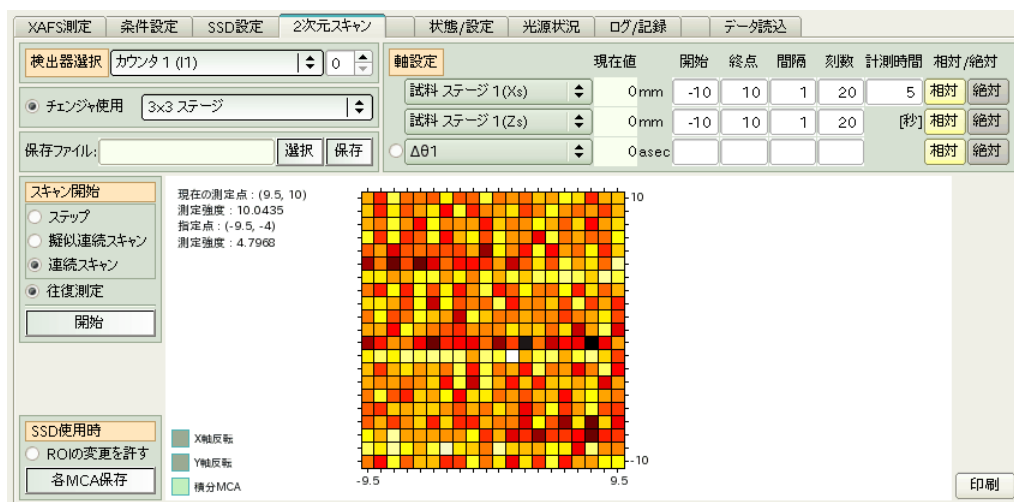 XAFS測定 条件設定 SSD設定 2次元スキャン 状態/設定 光源状況 ログ/記録 データ読込
検出器選択 カウンタ1 (I1) 0
チェンジャ使用 3×3 ステージ
保存ファイル: 選択 保存
軸設定 現在値 開始 終点 間隔 刻数 計測時間 相対/絶対
試料 ステージ 1(Xs) 0 mm -10 10 1 20 5 相対 絶対
試料 ステージ 1(Zs) 0 mm -10 10 1 20 [秒] 相対 絶対
Δθ1 0 asec 相対 絶対
スキャン開始
ステップ
擬似連続スキャン
連続スキャン
往復測定
開始
現在の測定点 : (9.5, 10)
測定強度 : 10.0435
指定点 : (-9.5, -4)
測定強度 : 4.7968
10
-10
-9.5 9.5
SSD使用時
ROIの変更を許す
各MCA保存
X軸反転
Y軸反転
積分MCA
印刷